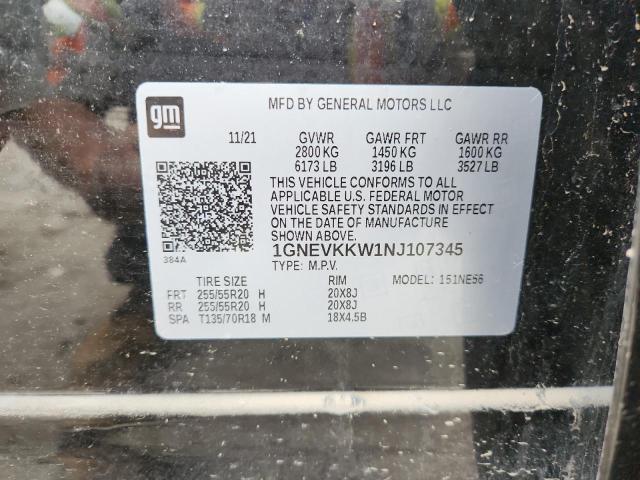 gm
MFD BY GENERAL MOTORS LLC
11/21 GVWR GAWR FRT GAWR RR
2800 KG 1450 KG 1600 KG
6173 LB 3196 LB 3527 LB
THIS VEHICLE CONFORMS TO ALL
APPLICABLE U.S. FEDERAL MOTOR
VEHICLE SAFETY STANDARDS IN EFFECT
ON THE DATE OF MANUFACTURE
SHOWN ABOVE.
1GNEVKKW1NJ107345
384A
TYPE: M.P.V. MODEL: 151NE56
TIRE SIZE RIM
FRT 255/55R20 H 20X8J
RR 255/55R20 H 20X8J
SPA T135/70R18 M 18X4.5B